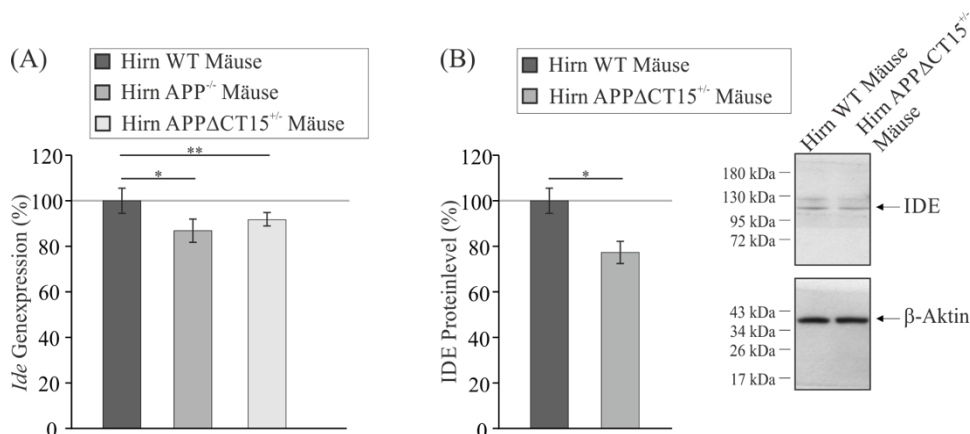 (A)
Hirn WT Mäuse
Hirn APP-/- Mäuse
Hirn APPΔCT15+/- Mäuse
**
*
120
100
80
60
40
20
0
Ide Genexpression (%)
(B)
Hirn WT Mäuse
Hirn APPΔCT15+/- Mäuse
*
120
100
80
60
40
20
0
IDE Proteinlevel (%)
Hirn WT Mäuse
Hirn APPΔCT15+/-
Mäuse
180 kDa
130 kDa
95 kDa
72 kDa
IDE
43 kDa
34 kDa
26 kDa
17 kDa
β-Aktin